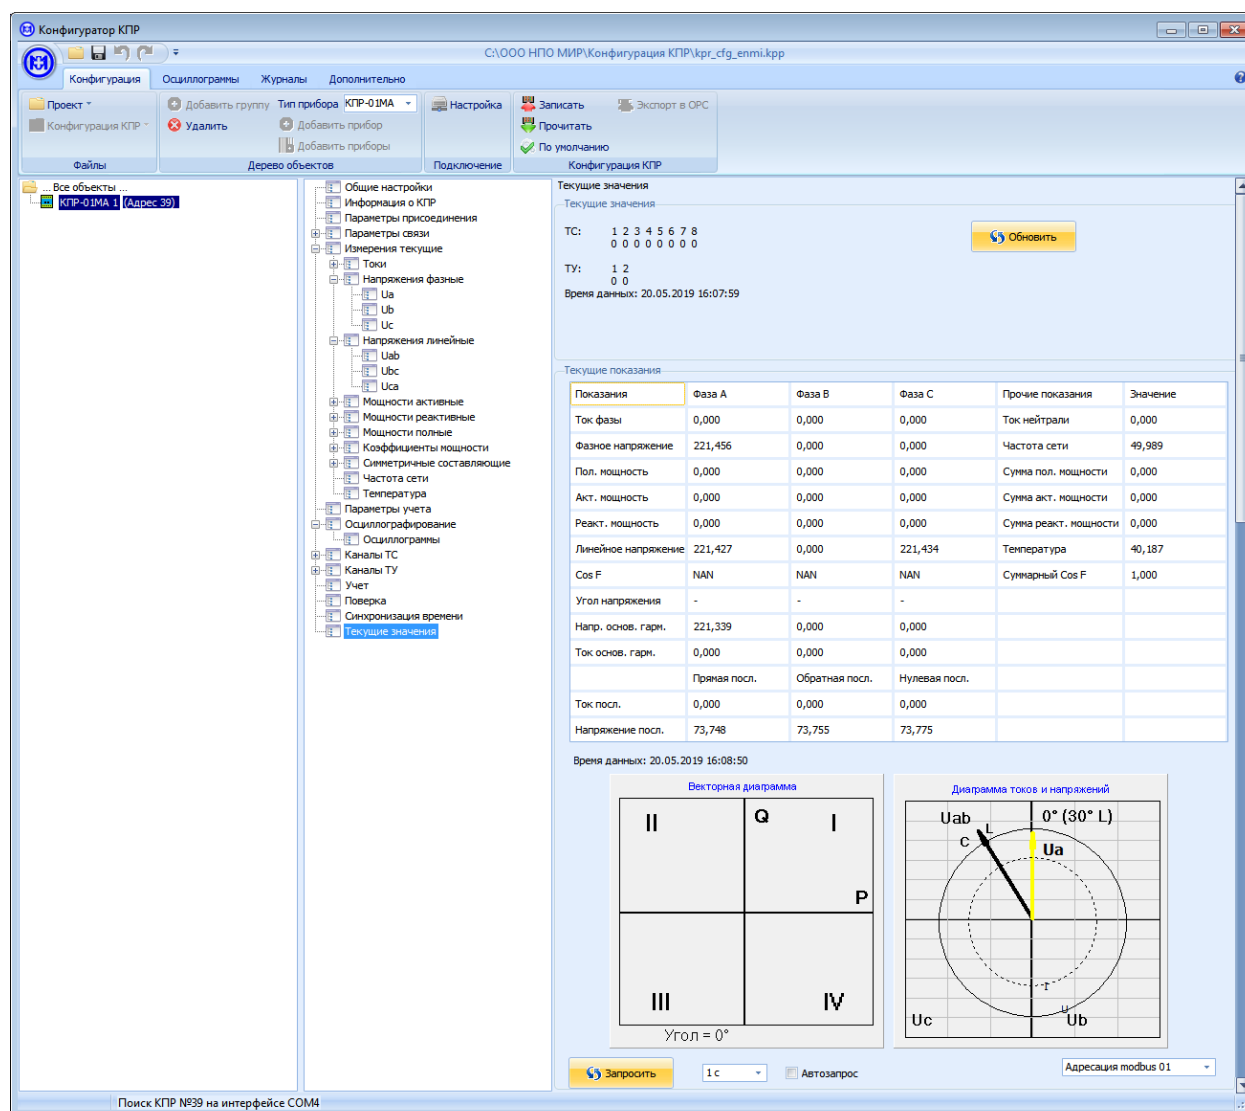 Конфигуратор КПР
C:\ООО НПО МИР\Конфигурация КПР\kpr_cfg_enmi.kpp
Конфигурация Осциллограммы Журналы Дополнительно
Проект
Конфигурация КПР
Файлы
Добавить группу Тип прибора КПР-01МА
Удалить Добавить прибор
Добавить приборы
Дерево объектов
Настройка
Подключение
Записать Экспорт в OPC
Прочитать
По умолчанию
Конфигурация КПР
... Все объекты ...
КПР-01МА 1 (Адрес 39)
Общие настройки
Информация о КПР
Параметры присоединения
Параметры связи
Измерения текущие
Токи
Напряжения фазные
Ua
Ub
Uc
Напряжения линейные
Uab
Ubc
Uca
Мощности активные
Мощности реактивные
Мощности полные
Коэффициенты мощности
Симметричные составляющие
Частота сети
Температура
Параметры учета
Осциллографирование
Осциллограммы
Каналы ТС
Каналы ТУ
Учет
Поверка
Синхронизация времени
Текущие значения
Текущие значения
Текущие значения
ТС: 1 2 3 4 5 6 7 8
0 0 0 0 0 0 0 0
Обновить
ТУ: 1 2
0 0
Время данных: 20.05.2019 16:07:59
Текущие показания
Показания Фаза А Фаза В Фаза С Прочие показания Значение
Ток фазы 0,000 0,000 0,000 Ток нейтрали 0,000
Фазное напряжение 221,456 0,000 0,000 Частота сети 49,989
Пол. мощность 0,000 0,000 0,000 Сумма пол. мощности 0,000
Акт. мощность 0,000 0,000 0,000 Сумма акт. мощности 0,000
Реакт. мощность 0,000 0,000 0,000 Сумма реакт. мощности 0,000
Линейное напряжение 221,427 0,000 221,434 Температура 40,187
Cos F NAN NAN NAN Суммарный Cos F 1,000
Угол напряжения - - -
Напр. основ. гарм. 221,339 0,000 0,000
Ток основ. гарм. 0,000 0,000 0,000
Прямая посл. Обратная посл. Нулевая посл.
Ток посл. 0,000 0,000 0,000
Напряжение посл. 73,748 73,755 73,775
Время данных: 20.05.2019 16:08:50
Векторная диаграмма
II Q I
P
III IV
Угол = 0°
Диаграмма токов и напряжений
Uab 0° (30° L)
L
C Ua
I
U
Uc Ub
Запросить 1 с Автозапрос Адресация modbus 01
Поиск КПР №39 на интерфейсе COM4